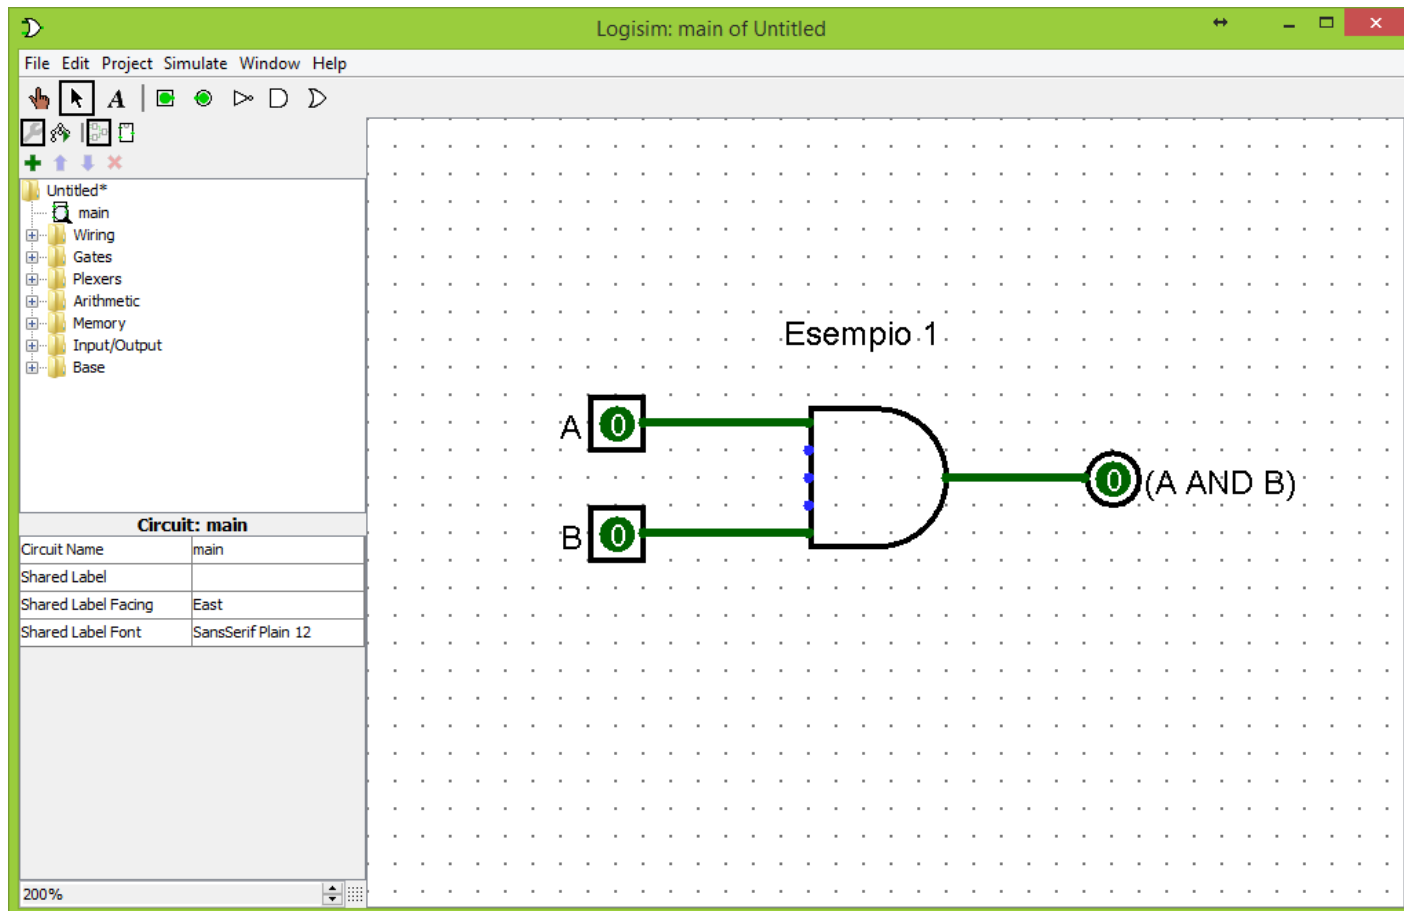 Logisim: main of Untitled
File Edit Project Simulate Window Help
A
Untitled*
main
Wiring
Gates
Plexers
Arithmetic
Memory
Input/Output
Base
Circuit: main
Circuit Name main
Shared Label
Shared Label Facing East
Shared Label Font SansSerif Plain 12
200%
Esempio 1
A 0
0 (A AND B)
B 0